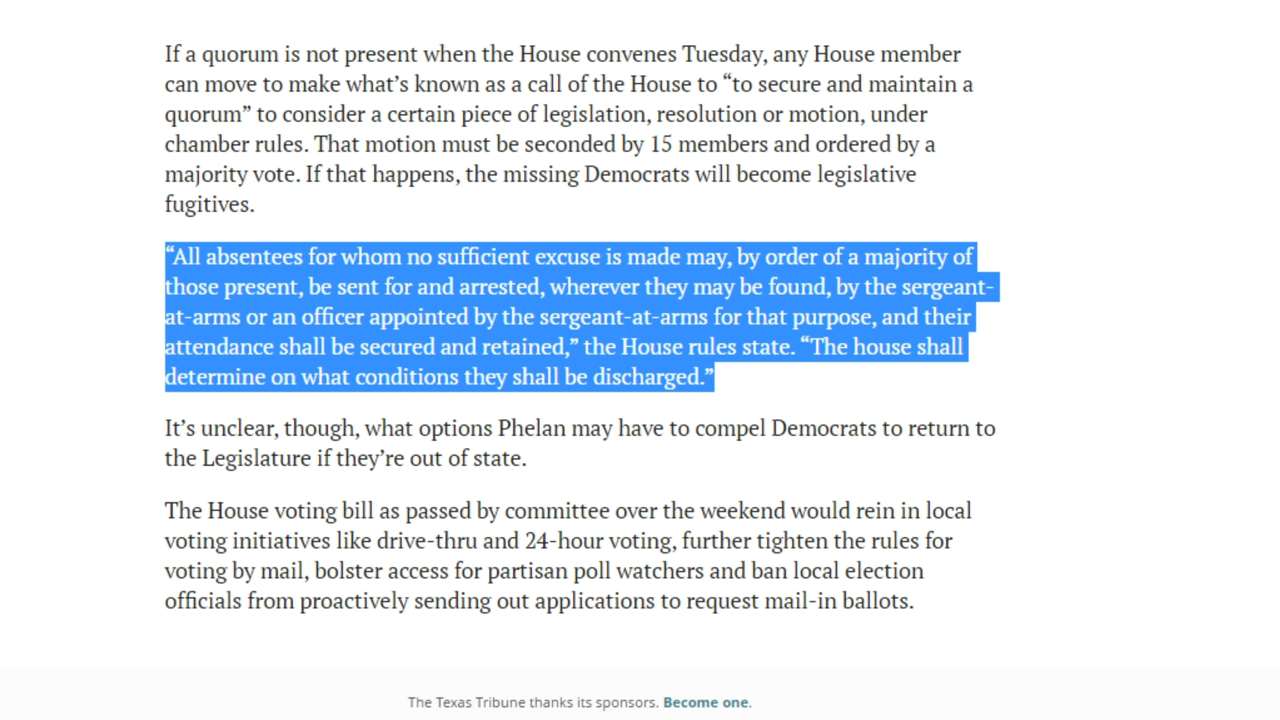 If a quorum is not present when the House convenes Tuesday, any House member
can move to make what’s known as a call of the House to “to secure and maintain a
quorum” to consider a certain piece of legislation, resolution or motion, under
chamber rules. That motion must be seconded by 15 members and ordered by a
majority vote. If that happens, the missing Democrats will become legislative
fugitives.
“All absentees for whom no sufficient excuse is made may, by order of a majority of
those present, be sent for and arrested, wherever they may be found, by the sergeant-
at-arms or an officer appointed by the sergeant-at-arms for that purpose, and their
attendance shall be secured and retained,” the House rules state. “The house shall
determine on what conditions they shall be discharged.”
It’s unclear, though, what options Phelan may have to compel Democrats to return to
the Legislature if they’re out of state.
The House voting bill as passed by committee over the weekend would rein in local
voting initiatives like drive-thru and 24-hour voting, further tighten the rules for
voting by mail, bolster access for partisan poll watchers and ban local election
officials from proactively sending out applications to request mail-in ballots.
The Texas Tribune thanks its sponsors. Become one.